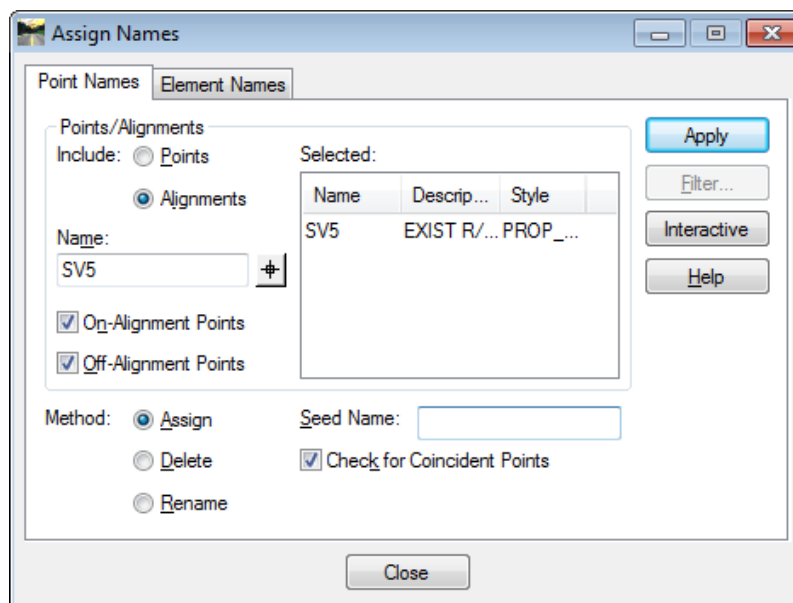 Assign Names
Point Names Element Names
Points/Alignments
Include: Points Selected:
Alignments
Name Descrip... Style
SV5 EXIST R/... PROP_...
Name:
SV5
On-Alignment Points
Off-Alignment Points
Apply
Filter...
Interactive
Help
Method: Assign Seed Name:
Delete Check for Coincident Points
Rename
Close